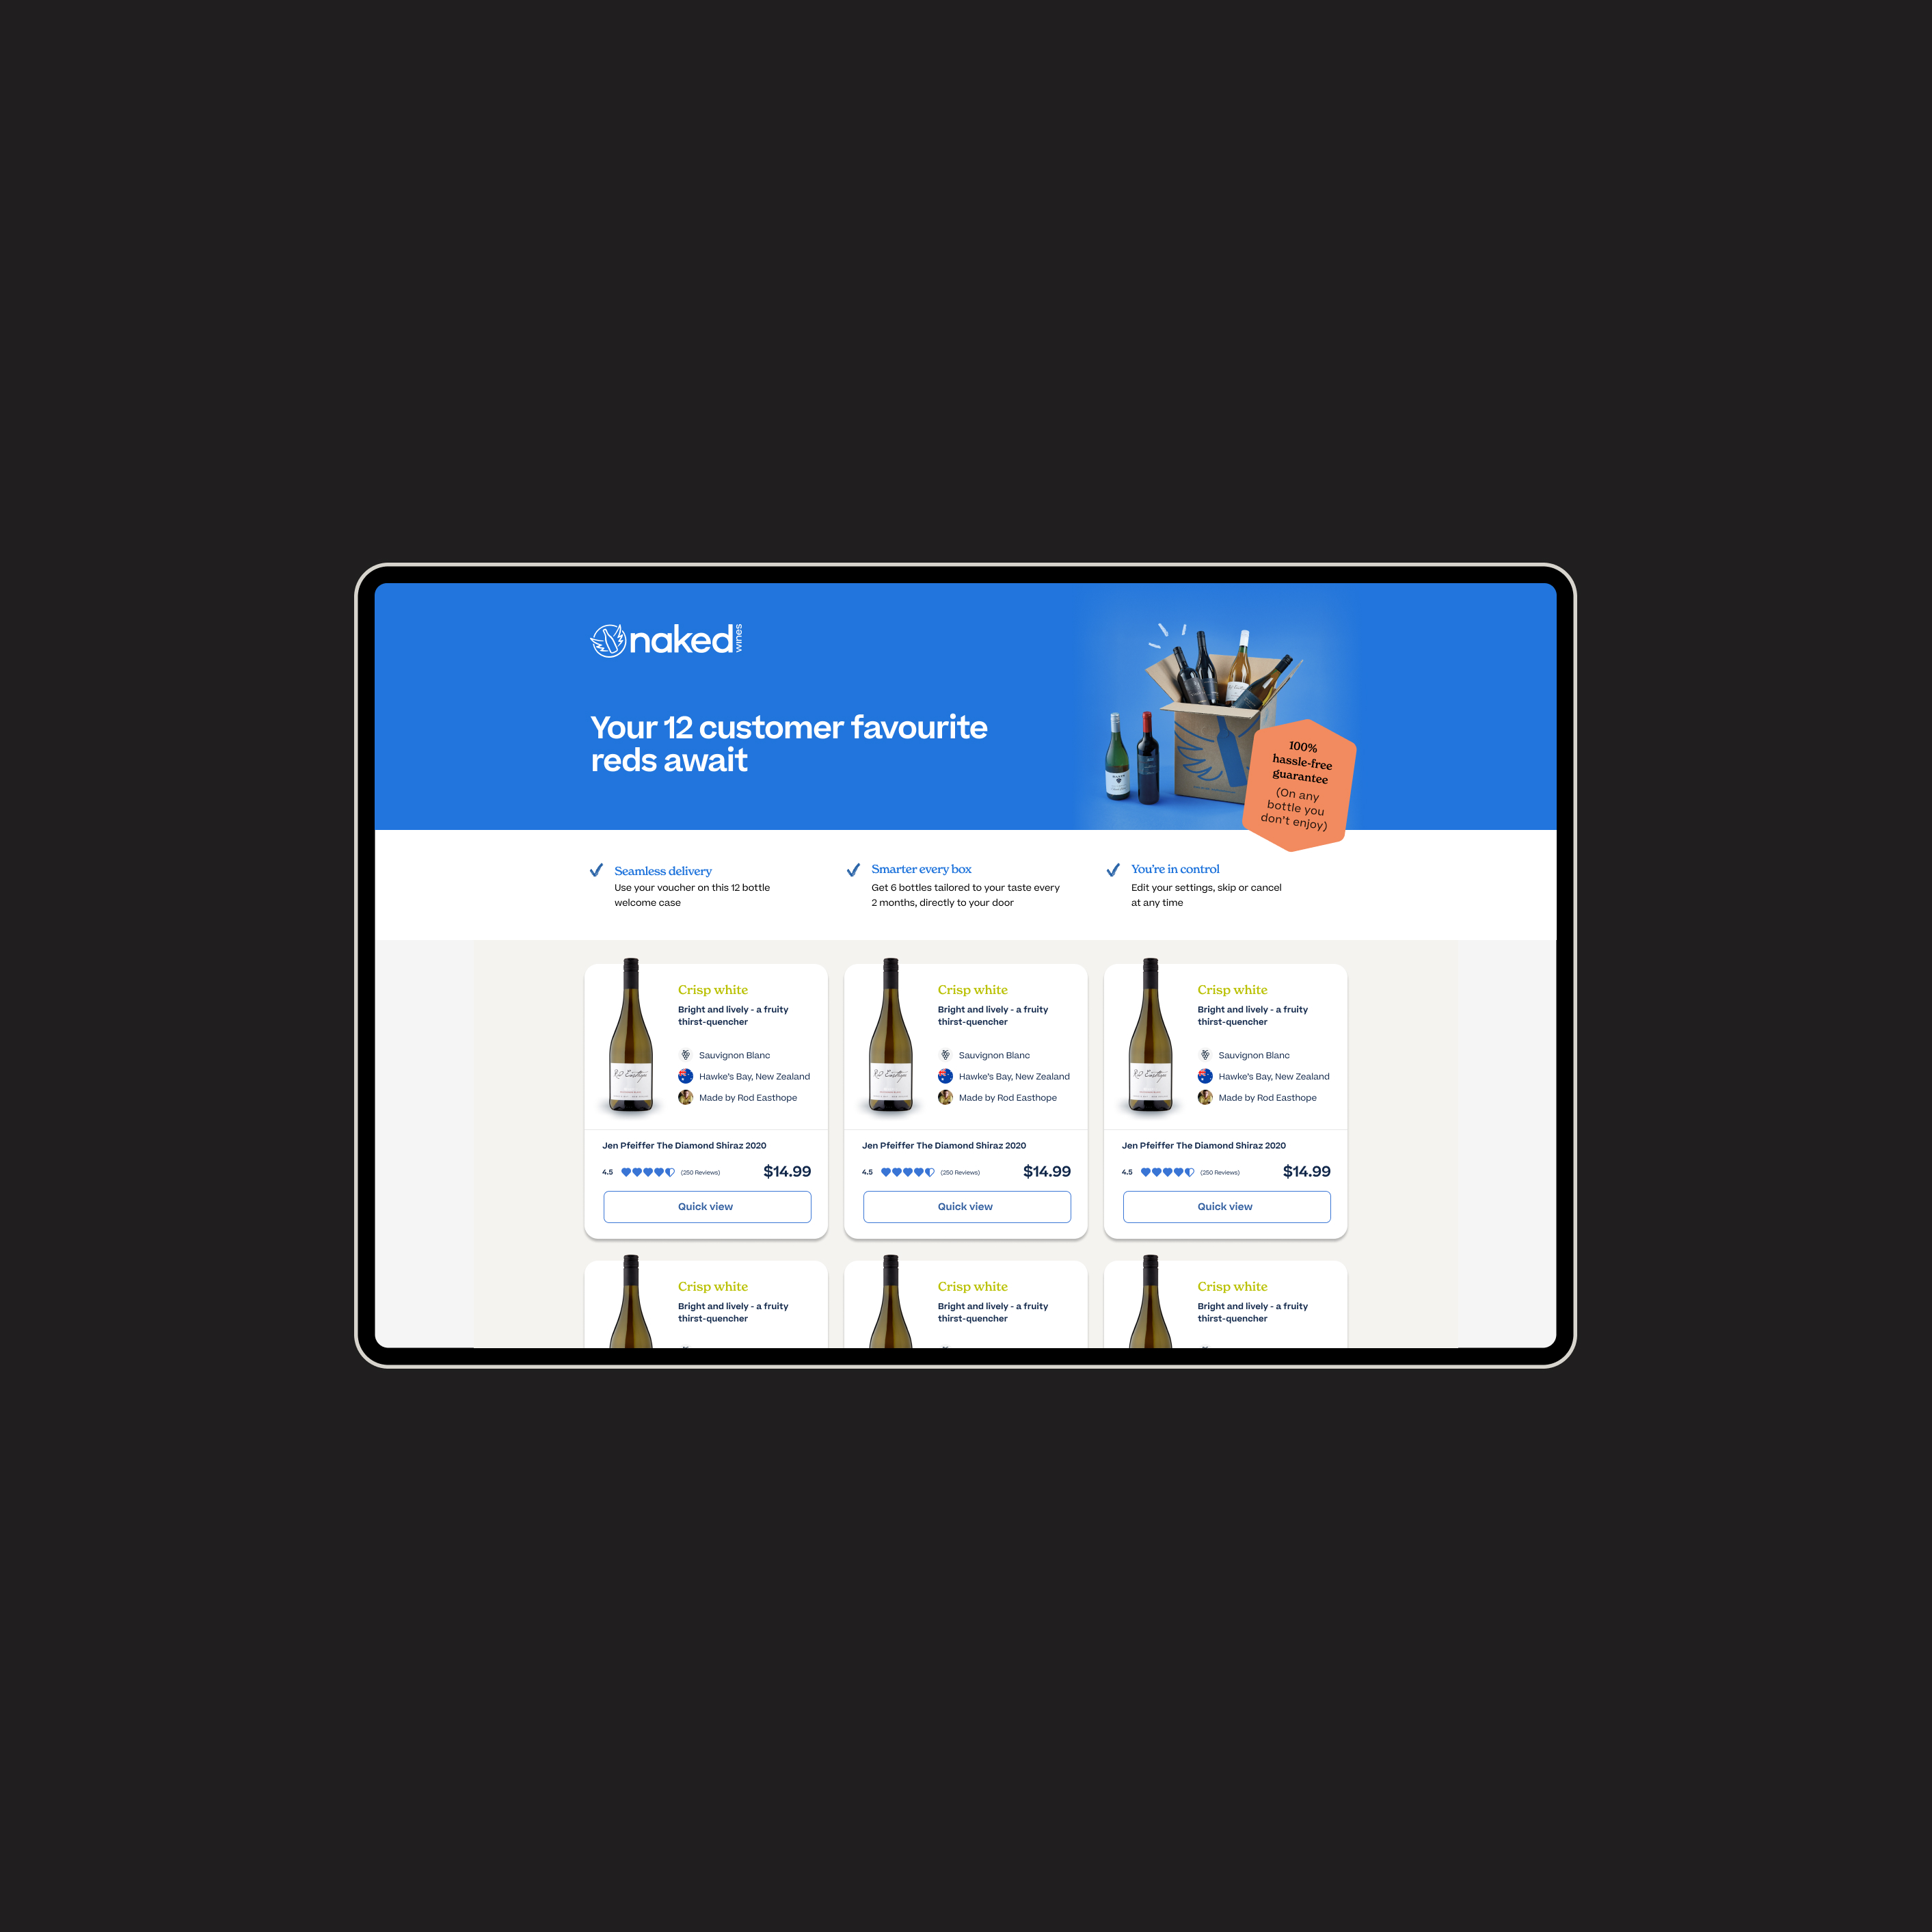 naked
wines
Your 12 customer favourite
reds await
100%
hassle-free
guarantee
(On any
bottle you
don't enjoy)
Seamless delivery
Use your voucher on this 12 bottle
welcome case
Smarter every box
Get 6 bottles tailored to your taste every
2 months, directly to your door
You're in control
Edit your settings, skip or cancel
at any time
Crisp white
Bright and lively - a fruity
thirst-quencher
Sauvignon Blanc
Hawke's Bay, New Zealand
Made by Rod Easthope
Jen Pfeiffer The Diamond Shiraz 2020
4.5
(250 Reviews)
$14.99
Quick view
Crisp white
Bright and lively - a fruity
thirst-quencher
Sauvignon Blanc
Hawke's Bay, New Zealand
Made by Rod Easthope
Jen Pfeiffer The Diamond Shiraz 2020
4.5
(250 Reviews)
$14.99
Quick view
Crisp white
Bright and lively - a fruity
thirst-quencher
Sauvignon Blanc
Hawke's Bay, New Zealand
Made by Rod Easthope
Jen Pfeiffer The Diamond Shiraz 2020
4.5
(250 Reviews)
$14.99
Quick view
Crisp white
Bright and lively - a fruity
thirst-quencher
Crisp white
Bright and lively - a fruity
thirst-quencher
Crisp white
Bright and lively - a fruity
thirst-quencher